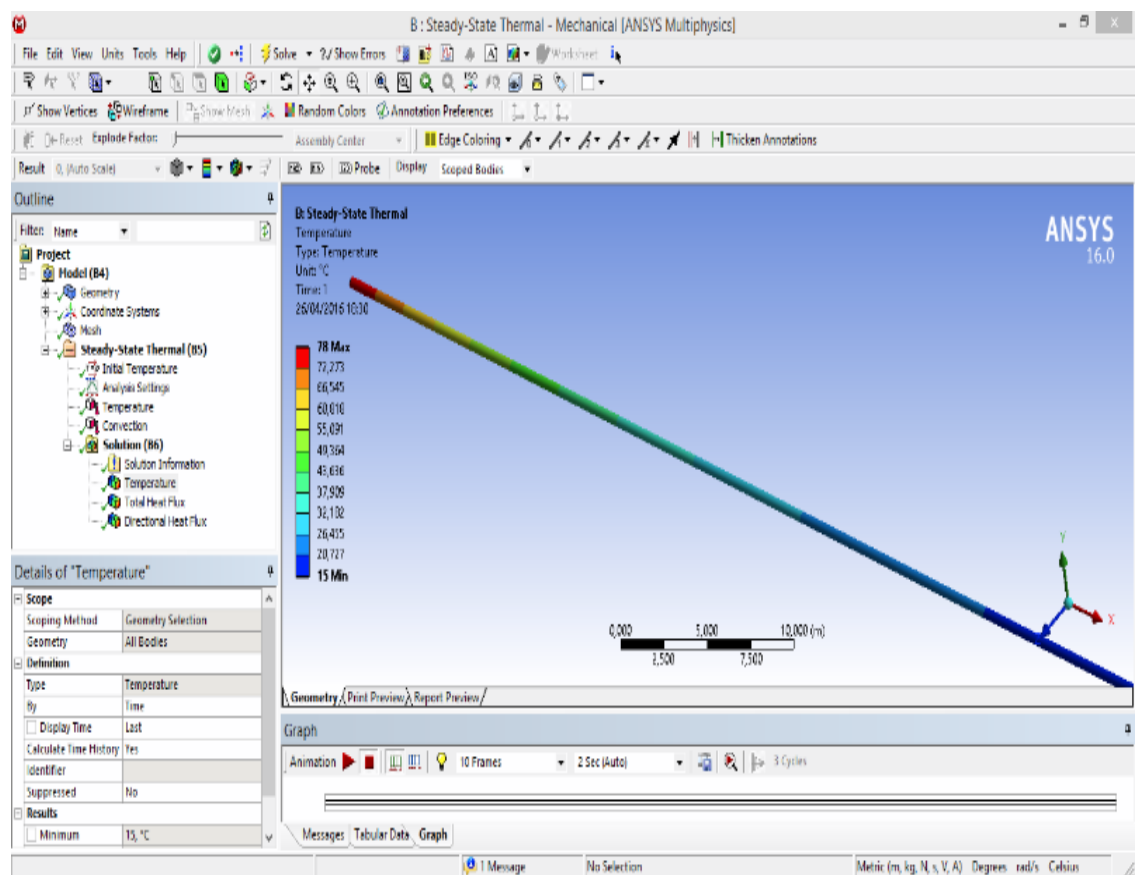 B : Steady-State Thermal - Mechanical [ANSYS Multiphysics]
File Edit View Units Tools Help Solve ?/ Show Errors Worksheet
Show Vertices Wireframe Show Mesh Random Colors Annotation Preferences
Reset Explode Factor: Assembly Center Edge Coloring Thicken Annotations
Result 0, (Auto Scale) Probe Display Scoped Bodies
Outline
Filter: Name
Project
Model (B4)
Geometry
Coordinate Systems
Mesh
Steady-State Thermal (B5)
Initial Temperature
Analysis Settings
Temperature
Convection
Solution (B6)
Solution Information
Temperature
Total Heat Flux
Directional Heat Flux
B: Steady-State Thermal
Temperature
Type: Temperature
Unit: °C
Time: 1
26/04/2016 18:30
78 Max
72,273
66,545
60,818
55,091
49,364
43,636
37,909
32,182
26,455
20,727
15 Min
ANSYS
16.0
Y
X
0,000 5,000 10,000 (m)
2,500 7,500
Geometry Print Preview Report Preview
Details of "Temperature"
Scope
Scoping Method Geometry Selection
Geometry All Bodies
Definition
Type Temperature
By Time
Display Time Last
Calculate Time History Yes
Identifier
Suppressed No
Results
Minimum 15, °C
Graph
Animation 10 Frames 2 Sec (Auto) 3 Cycles
Messages Tabular Data Graph
1 Message No Selection Metric (m, kg, N, s, V, A) Degrees rad/s Celsius